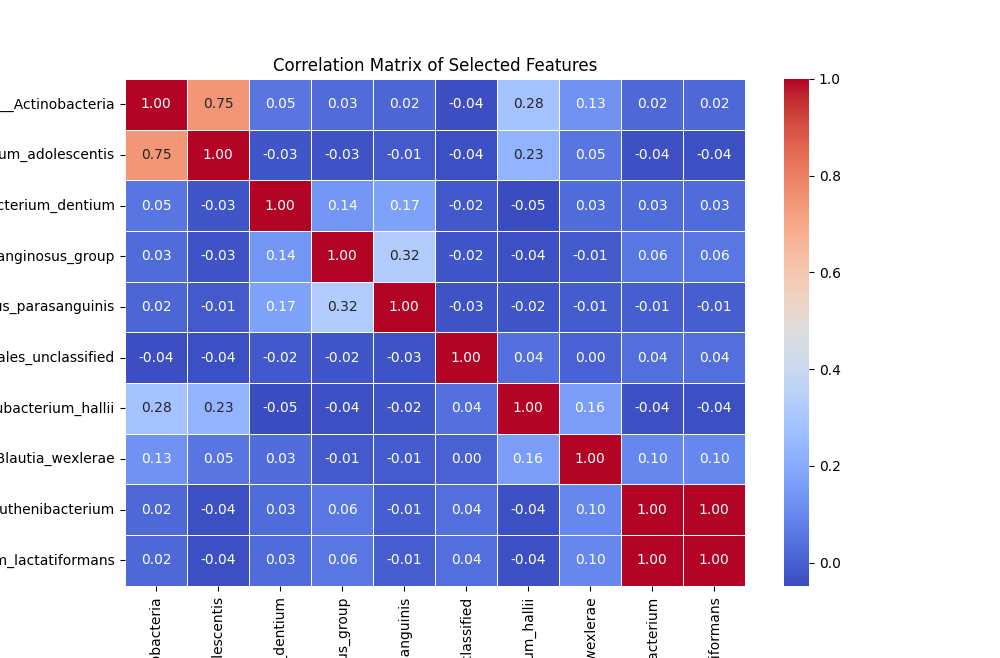 Correlation Matrix of Selected Features
__Actinobacteria 1.00 0.75 0.05 0.03 0.02 -0.04 0.28 0.13 0.02 0.02
um_adolescentis 0.75 1.00 -0.03 -0.03 -0.01 -0.04 0.23 0.05 -0.04 -0.04
cterium_dentium 0.05 -0.03 1.00 0.14 0.17 -0.02 -0.05 0.03 0.03 0.03
anginosus_group 0.03 -0.03 0.14 1.00 0.32 -0.02 -0.04 -0.01 0.06 0.06
us_parasanguinis 0.02 -0.01 0.17 0.32 1.00 -0.03 -0.02 -0.01 -0.01 -0.01
ales_unclassified -0.04 -0.04 -0.02 -0.02 -0.03 1.00 0.04 0.00 0.04 0.04
ubacterium_hallii 0.28 0.23 -0.05 -0.04 -0.02 0.04 1.00 0.16 -0.04 -0.04
Blautia_wexlerae 0.13 0.05 0.03 -0.01 -0.01 0.00 0.16 1.00 0.10 0.10
uthenibacterium 0.02 -0.04 0.03 0.06 -0.01 0.04 -0.04 0.10 1.00 1.00
m_lactatiformans 0.02 -0.04 0.03 0.06 -0.01 0.04 -0.04 0.10 1.00 1.00
obacteria
lescentis
_dentium
us_group
anguinis
classified
um_hallii
wexlerae
acterium
iformans
1.0
0.8
0.6
0.4
0.2
0.0